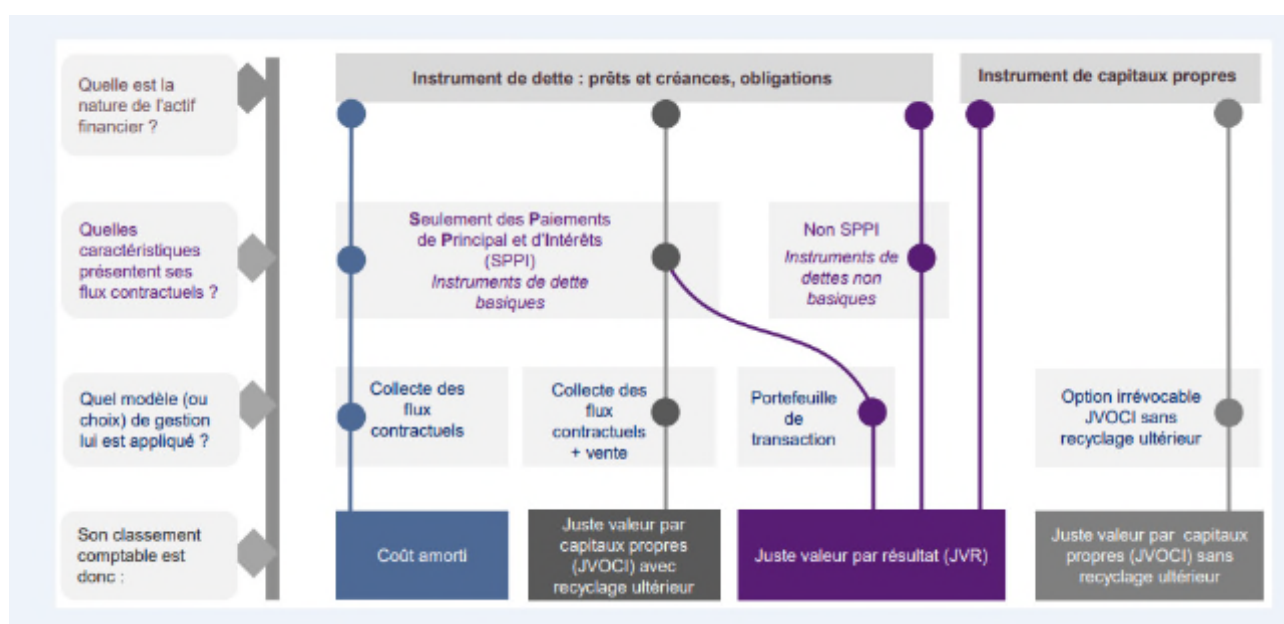 Quelle est la
nature de l'actif
financier ?
Instrument de dette : prêts et créances, obligations
Instrument de capitaux propres
Quelles
caractéristiques
présentent ses
flux contractuels ?
Seulement des Paiements
de Principal et d'Intérêts
(SPPI)
Instruments de dette
basiques
Non SPPI
Instruments de
dettes non
basiques
Quel modèle (ou
choix) de gestion
lui est appliqué ?
Collecte des
flux
contractuels
Collecte des
flux
contractuels
+ vente
Portefeuille
de
transaction
Option irrévocable
JVOCI sans
recyclage ultérieur
Son classement
comptable est
donc :
Coût amorti
Juste valeur par
capitaux propres
(JVOCI) avec
recyclage ultérieur
Juste valeur par résultat (JVR)
Juste valeur par capitaux
propres (JVOCI) sans
recyclage ultérieur